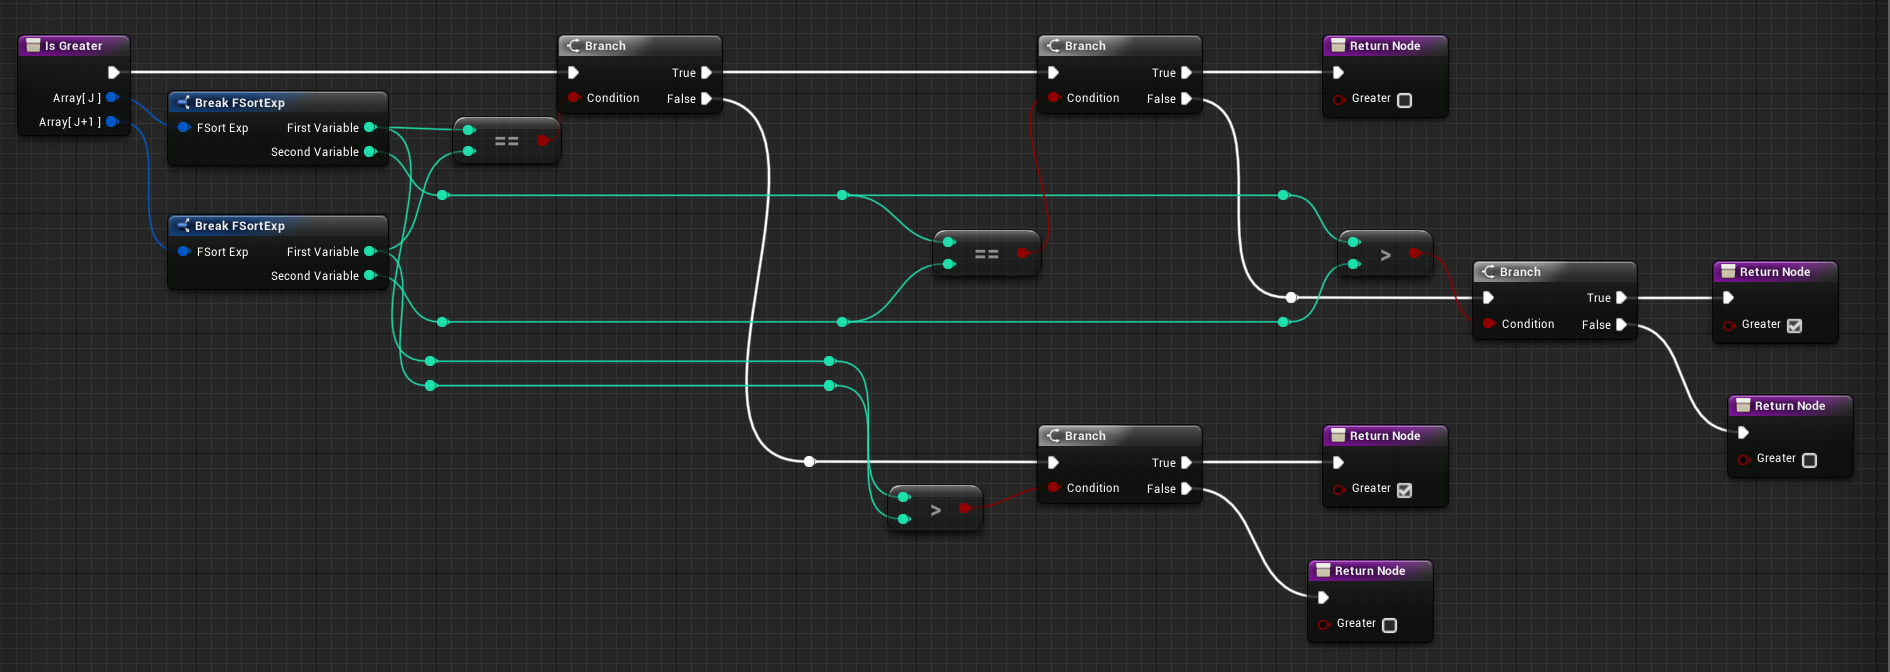 Is Greater
Array[ J ]
Array[ J+1 ]
Break FSortExp
FSort Exp
First Variable
Second Variable
Break FSortExp
FSort Exp
First Variable
Second Variable
==
Branch
True
Condition
False
==
Branch
True
Condition
False
Return Node
Greater
>
Branch
True
Condition
False
Return Node
Greater
Return Node
Greater
>
Branch
True
Condition
False
Return Node
Greater
Return Node
Greater